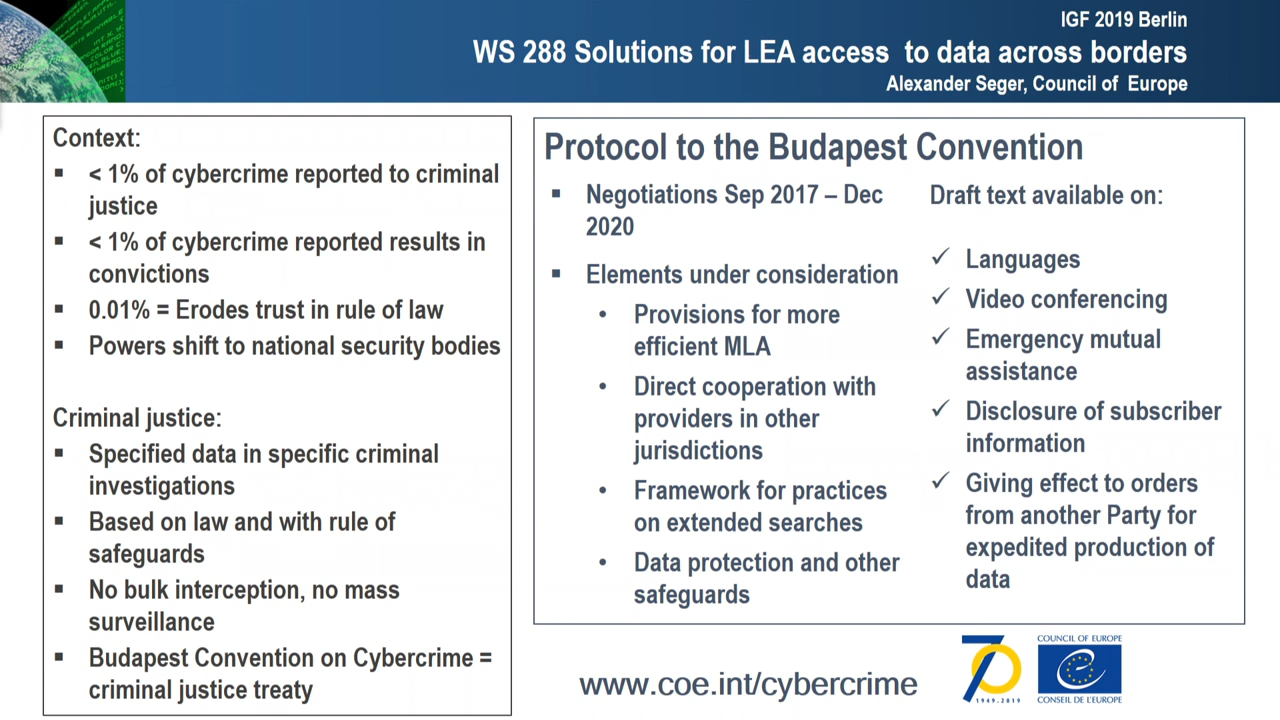 IGF 2019 Berlin
WS 288 Solutions for LEA access to data across borders
Alexander Seger, Council of Europe
Context:
▪ < 1% of cybercrime reported to criminal
justice
▪ < 1% of cybercrime reported results in
convictions
▪ 0.01% = Erodes trust in rule of law
▪ Powers shift to national security bodies
Criminal justice:
▪ Specified data in specific criminal
investigations
▪ Based on law and with rule of
safeguards
▪ No bulk interception, no mass
surveillance
▪ Budapest Convention on Cybercrime =
criminal justice treaty
Protocol to the Budapest Convention
▪ Negotiations Sep 2017 – Dec
2020
▪ Elements under consideration
• Provisions for more
efficient MLA
• Direct cooperation with
providers in other
jurisdictions
• Framework for practices
on extended searches
• Data protection and other
safeguards
Draft text available on:
✓ Languages
✓ Video conferencing
✓ Emergency mutual
assistance
✓ Disclosure of subscriber
information
✓ Giving effect to orders
from another Party for
expedited production of
data
www.coe.int/cybercrime
70
1949-2019
COUNCIL OF EUROPE
CONSEIL DE L'EUROPE